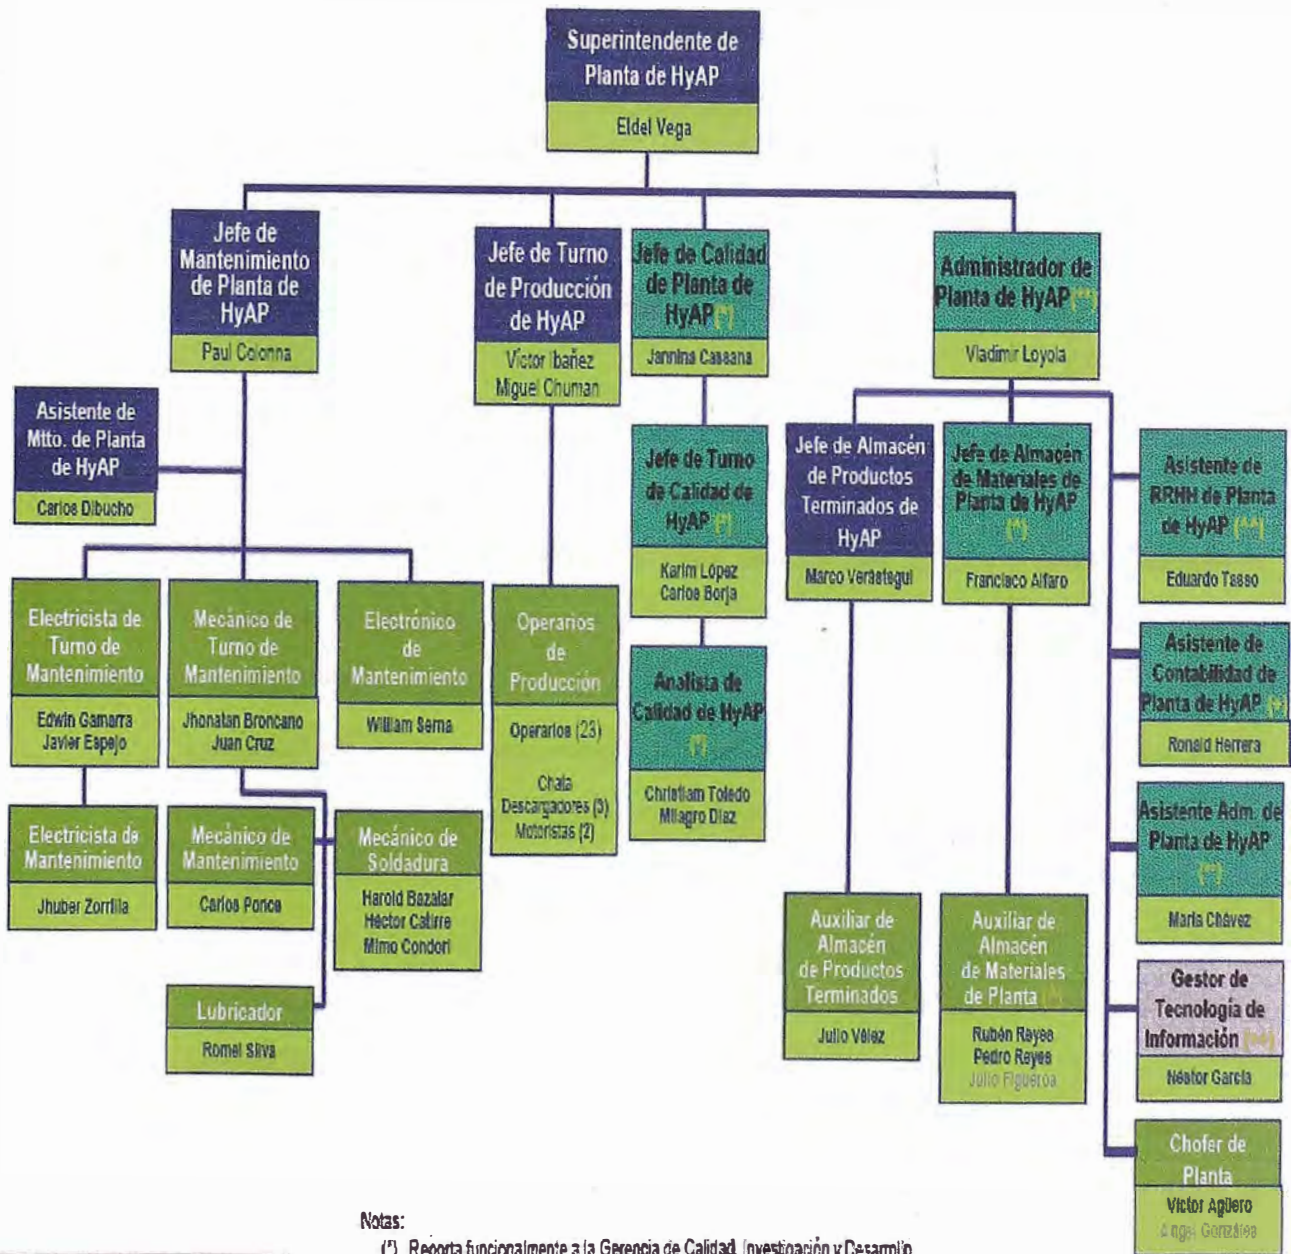 Superintendente de
Planta de HyAP
Eldel Vega
Jefe de
Mantenimiento
de Planta de
HyAP
Paul Colonna
Jefe de Turno
de Producción
de HyAP
Víctor Ibañez
Miguel Chuman
Jefe de Calidad
de Planta de
HyAP(*)
Jannina Cassana
Administrador de
Planta de HyAP(**)
Vladimir Loyola
Asistente de
Mtto. de Planta
de HyAP
Carlos Dibucho
Jefe de Turno
de Calidad de
HyAP (*)
Karim López
Carlos Borja
Jefe de Almacén
de Productos
Terminados de
HyAP
Marco Verástegui
Jefe de Almacén
de Materiales de
Planta de HyAP
Francisco Alfaro
Asistente de
RRHH de Planta
de HyAP
Eduardo Tasso
Electricista de
Turno de
Mantenimiento
Edwin Gamarra
Javier Espejo
Mecánico de
Turno de
Mantenimiento
Jhonatan Broncano
Juan Cruz
Electrónico
de
Mantenimiento
William Serna
Operarios
de
Producción
Operarios (23)
Chata
Descargadores (3)
Motoristas (2)
Analista de
Calidad de HyAP
(*)
Christiam Toledo
Milagro Díaz
Asistente de
Contabilidad de
Planta de HyAP
Ronald Herrera
Electricista de
Mantenimiento
Jhuber Zorrilla
Mecánico de
Mantenimiento
Carlos Ponce
Mecánico de
Soldadura
Harold Bazalar
Héctor Catirre
Mimo Condori
Asistente Adm. de
Planta de HyAP
(**)
María Chávez
Lubricador
Romel Silva
Auxiliar de
Almacén
de Productos
Terminados
Julio Vélez
Auxiliar de
Almacén
de Materiales
de Planta
Rubén Reyes
Pedro Reyes
Julio Figueroa
Gestor de
Tecnología de
Información
Néstor García
Chofer de
Planta
Víctor Agüero
Angel González
Notas:
(*) Reporta funcionalmente a la Gerencia de Calidad, Investigación y Desarrollo